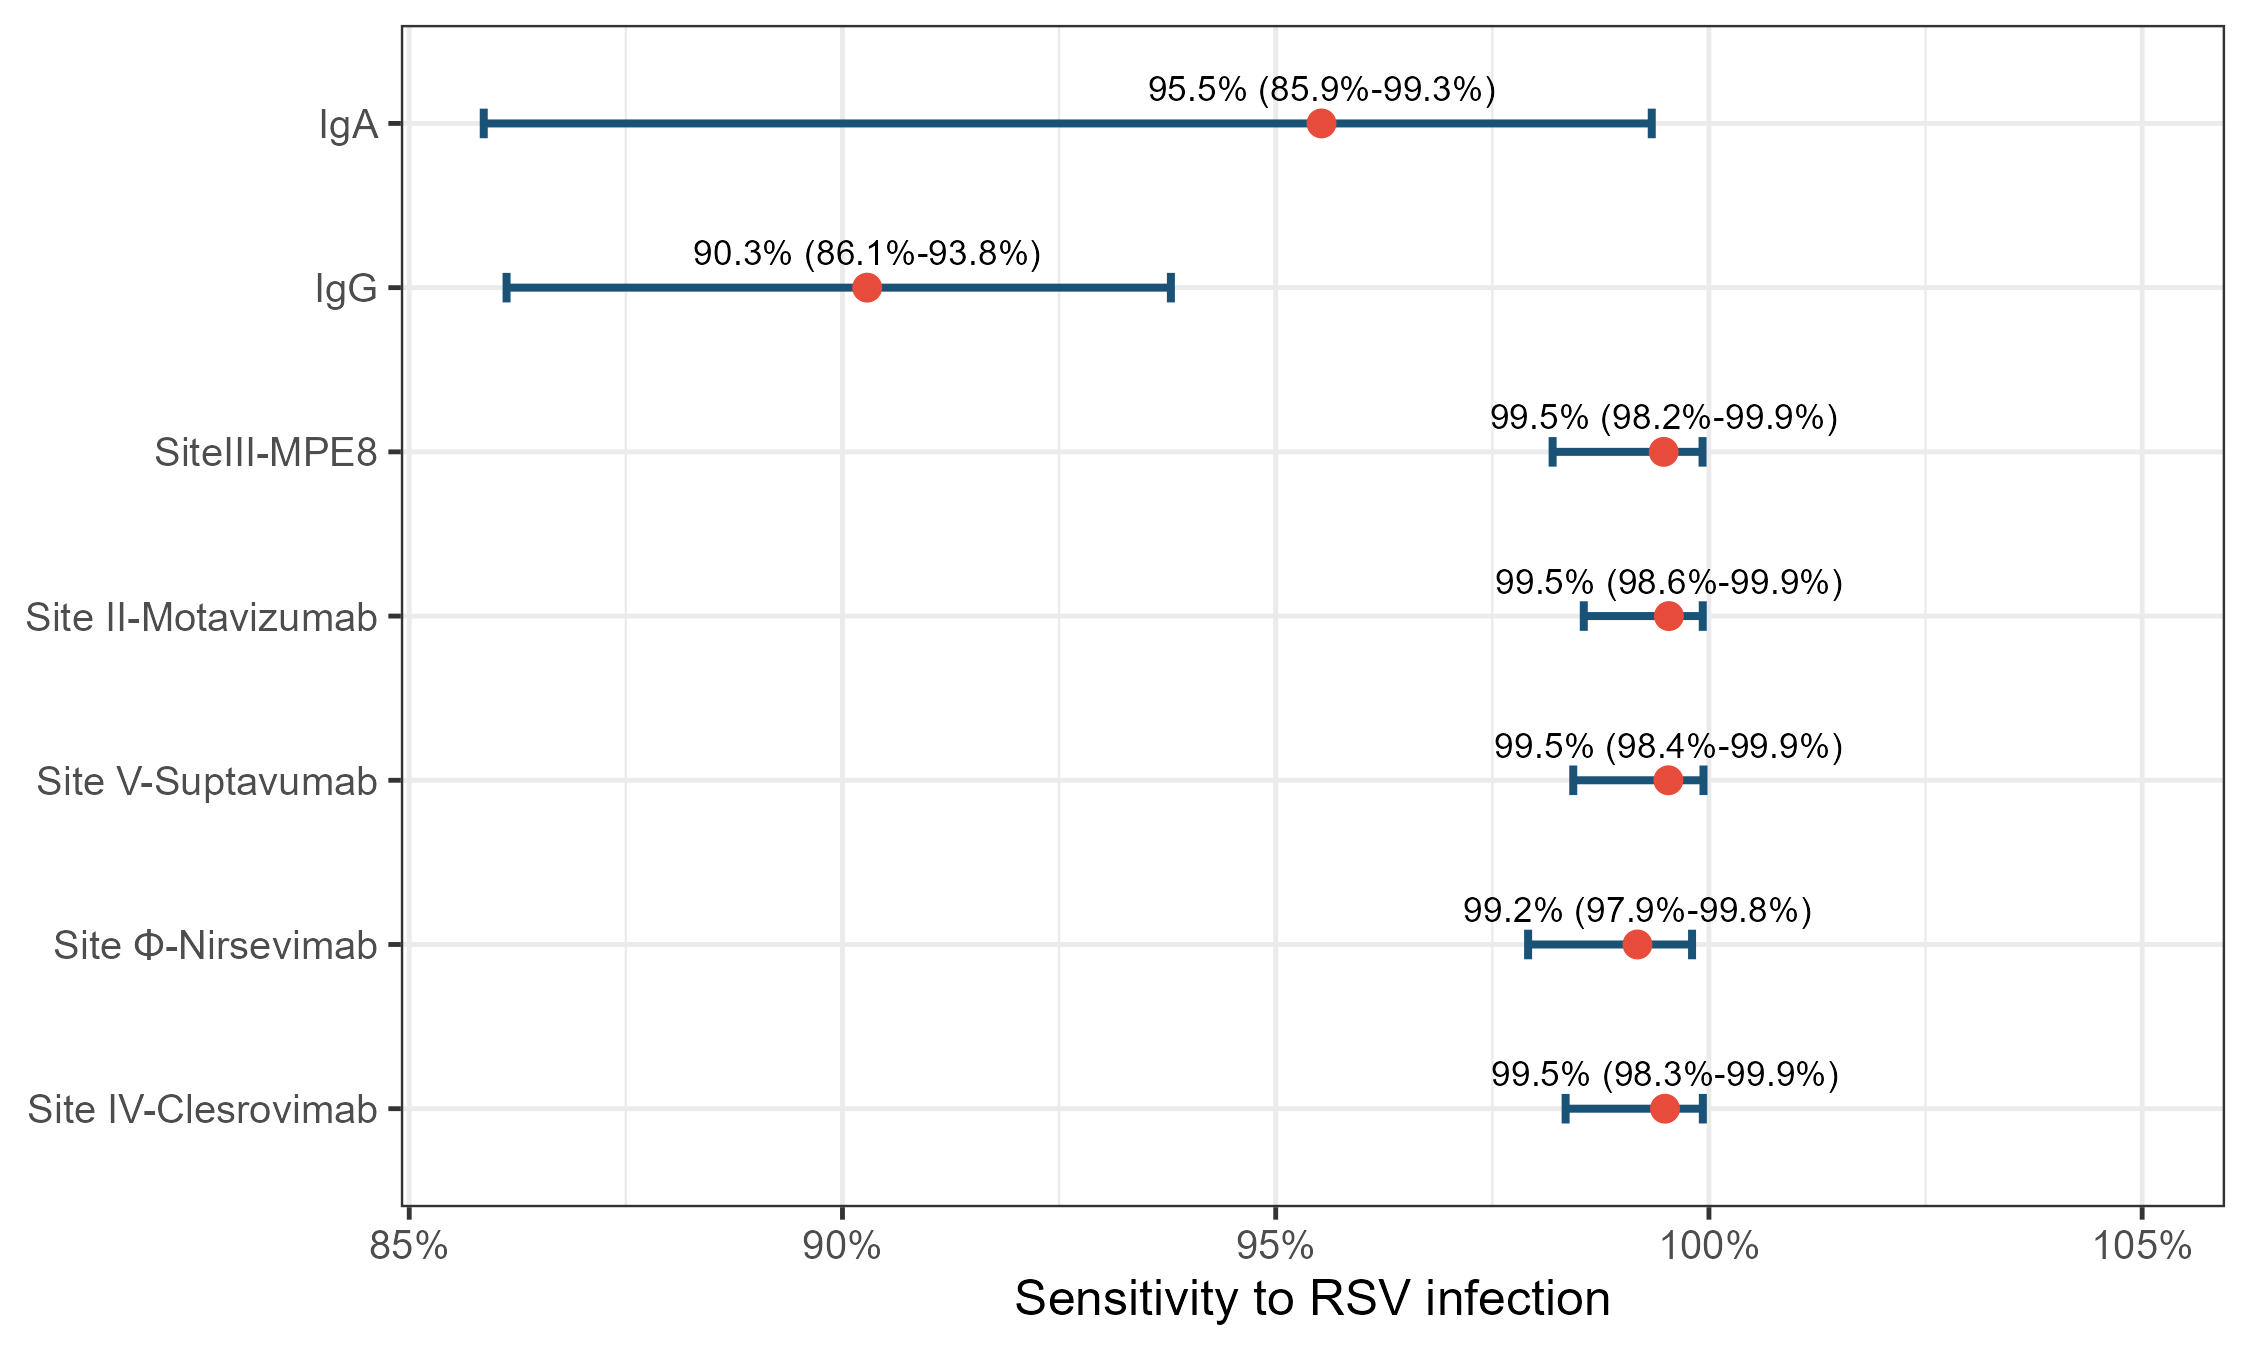 95.5% (85.9%-99.3%)
IgA
90.3% (86.1%-93.8%)
IgG
99.5% (98.2%-99.9%)
SiteIII-MPE8
99.5% (98.6%-99.9%)
Site II-Motavizumab
99.5% (98.4%-99.9%)
Site V-Suptavumab
99.2% (97.9%-99.8%)
Site Φ-Nirsevimab
99.5% (98.3%-99.9%)
Site IV-Clesrovimab
85% 90% 95% 100% 105%
Sensitivity to RSV infection